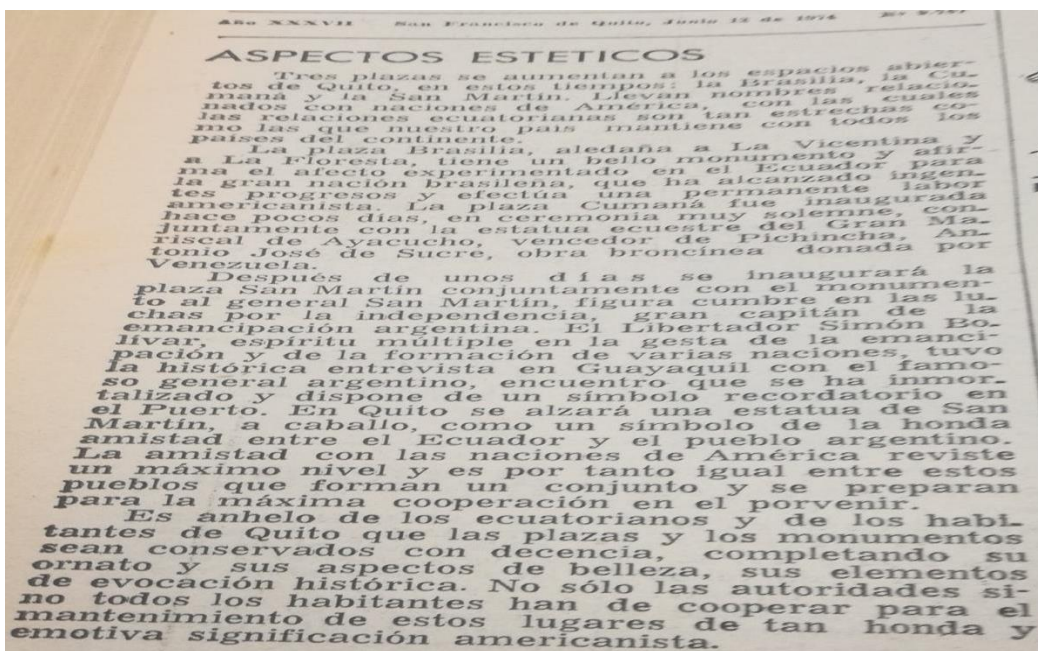 Año XXXVII San Francisco de Quito, Junio 13 de 1976
ASPECTOS ESTETICOS
Tres plazas se aumentan a los espacios abier-
tos de Quito, en estos tiempos: la Brasilia, la Cu-
maná y la San Martín. Llevan nombres relacio-
nados con naciones de América, con las cuales
las relaciones ecuatorianas son tan estrechas co-
mo las que nuestro país mantiene con todos los
países del continente.
La plaza Brasilia, aledaña a La Vicentina y
a La Floresta, tiene un bello monumento y afir-
ma el afecto experimentado en el Ecuador para
la gran nación brasileña, que ha alcanzado ingen-
tes progresos y efectúa una permanente labor
americanista. La plaza Cumaná fue inaugurada
hace pocos días, en ceremonia muy solemne, con-
juntamente con la estatua ecuestre del Gran Ma-
riscal de Ayacucho, vencedor de Pichincha, An-
tonio José de Sucre, obra broncínea donada por
Venezuela.
Después de unos días se inaugurará la
plaza San Martín conjuntamente con el monumen-
to al general San Martín, figura cumbre en las lu-
chas por la independencia, gran capitán de la
emancipación argentina. El Libertador Simón Bo-
lívar, espíritu múltiple en la gesta de la emanci-
pación y de la formación de varias naciones, tuvo
la histórica entrevista en Guayaquil con el famo-
so general argentino, encuentro que se ha inmor-
talizado y dispone de un símbolo recordatorio en
el Puerto. En Quito se alzará una estatua de San
Martín, a caballo, como un símbolo de la honda
amistad entre el Ecuador y el pueblo argentino.
La amistad con las naciones de América reviste
un máximo nivel y es por tanto igual entre estos
pueblos que forman un conjunto y se preparan
para la máxima cooperación en el porvenir.
Es anhelo de los ecuatorianos y de los habi-
tantes de Quito que las plazas y los monumentos
sean conservados con decencia, completando su
ornato y sus aspectos de belleza, sus elementos
de evocación histórica. No sólo las autoridades si-
no todos los habitantes han de cooperar para el
mantenimiento de estos lugares de tan honda y
emotiva significación americanista.